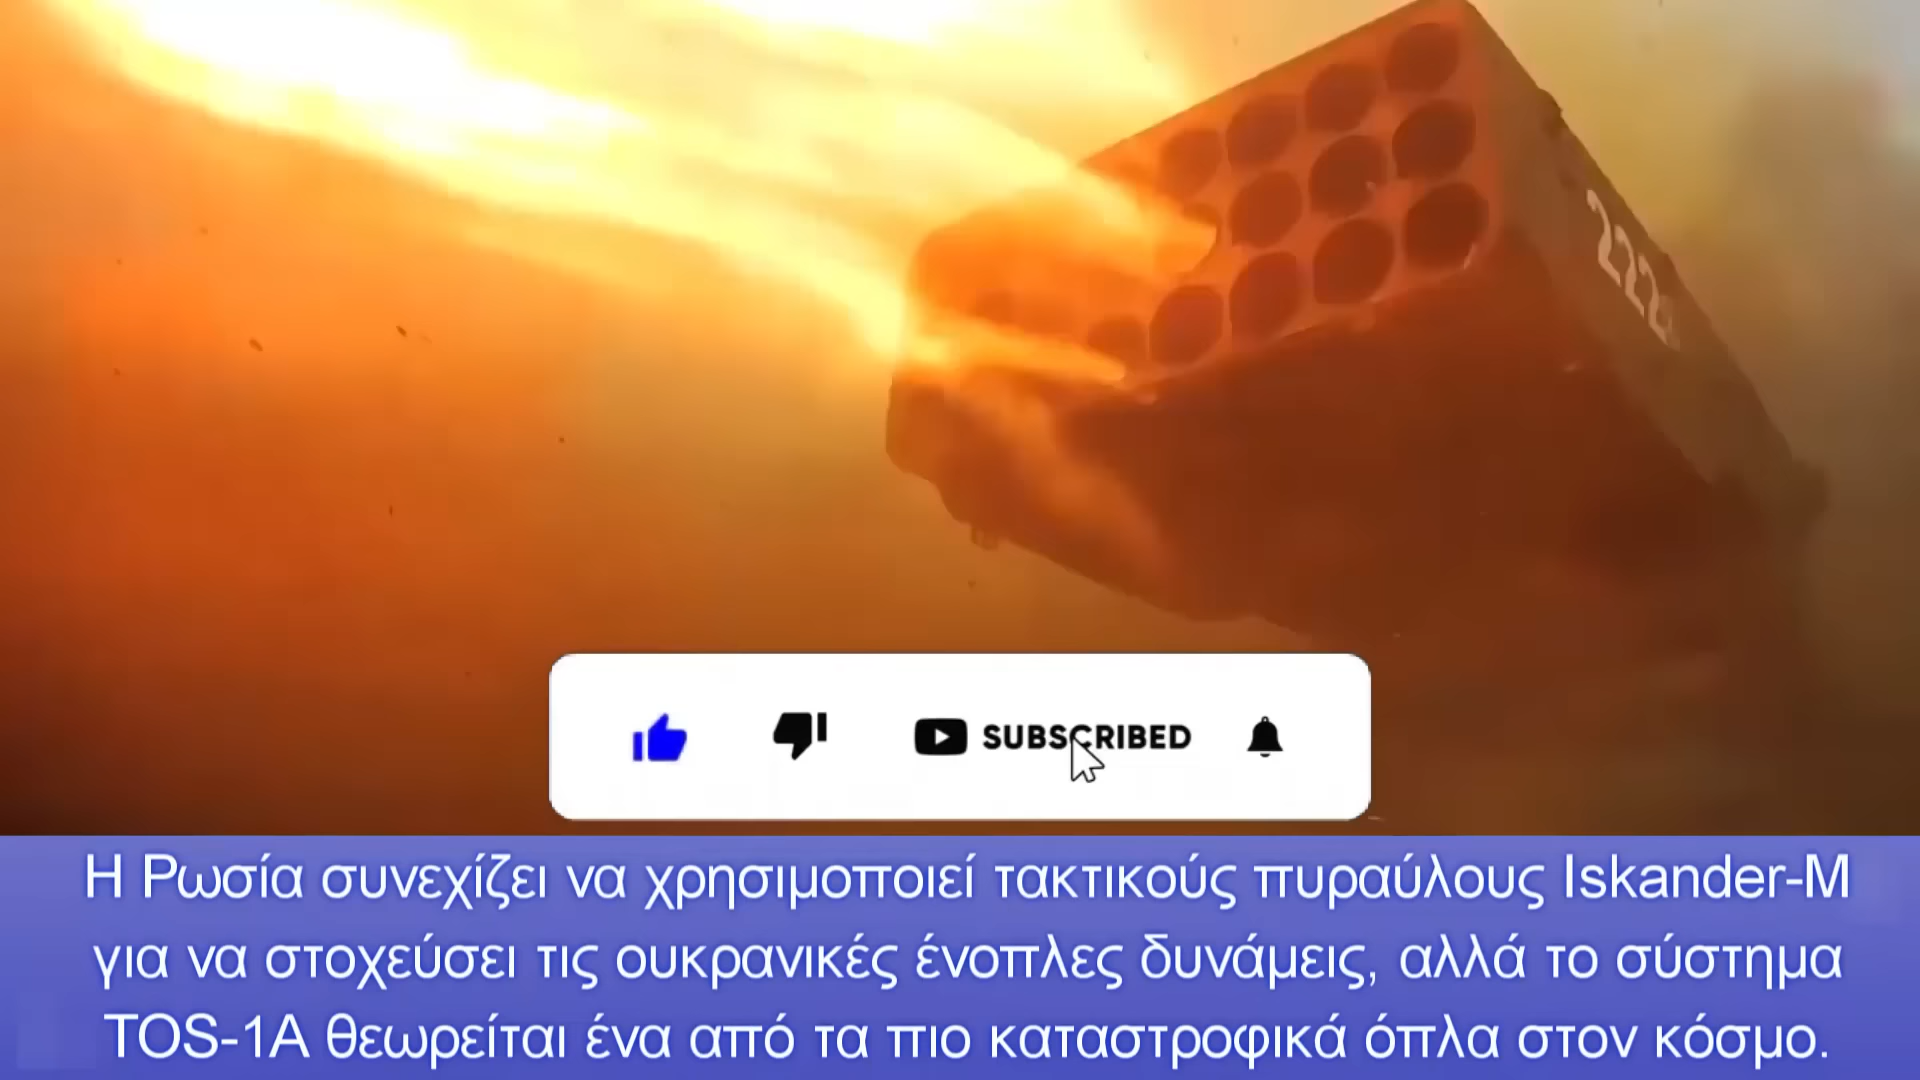 222
SUBSCRIBED
Η Ρωσία συνεχίζει να χρησιμοποιεί τακτικούς πυραύλους Iskander-M
για να στοχεύσει τις ουκρανικές ένοπλες δυνάμεις, αλλά το σύστημα
TOS-1A θεωρείται ένα από τα πιο καταστροφικά όπλα στον κόσμο.